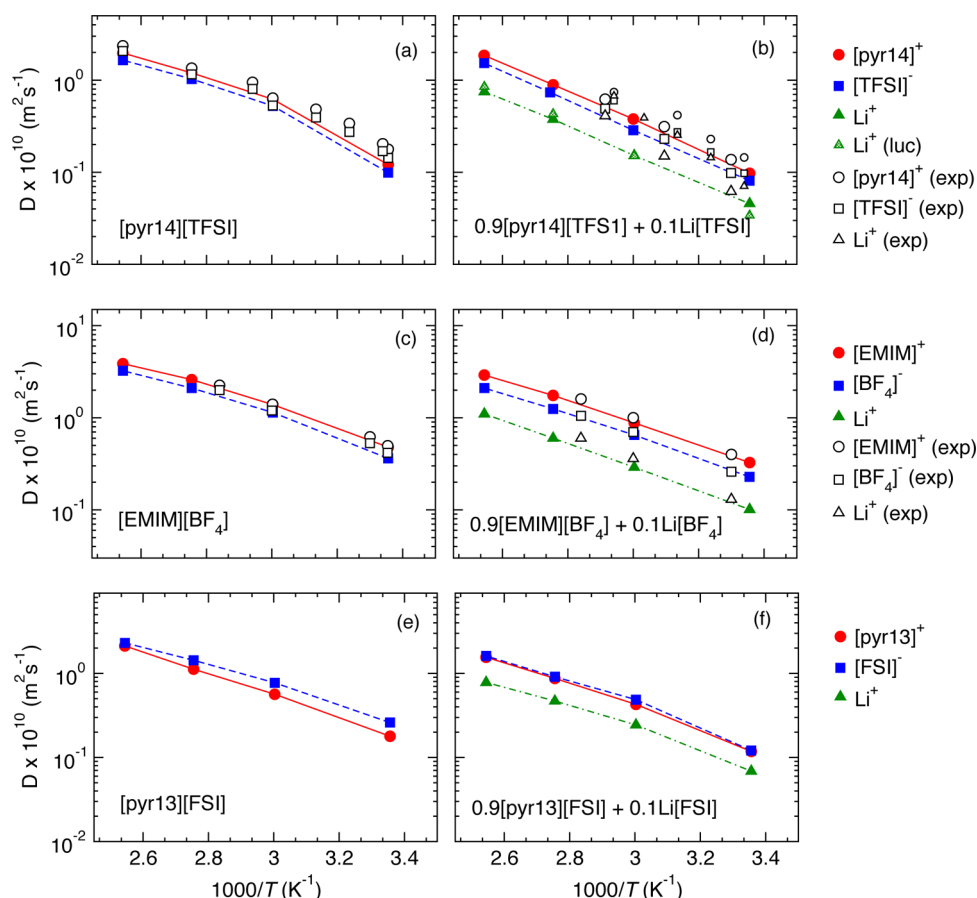 (a)
10^0
10^-1
10^-2
D x 10^10 (m^2s^-1)
[pyr14][TFSI]
(b)
0.9[pyr14][TFS1] + 0.1Li[TFSI]
[pyr14]^+
[TFSI]^-
Li^+
Li^+ (luc)
[pyr14]^+ (exp)
[TFSI]^- (exp)
Li^+ (exp)
(c)
10^1
10^0
10^-1
D x 10^10 (m^2s^-1)
[EMIM][BF_4]
(d)
0.9[EMIM][BF_4] + 0.1Li[BF_4]
[EMIM]^+
[BF_4]^-
Li^+
[EMIM]^+ (exp)
[BF_4]^- (exp)
Li^+ (exp)
(e)
10^0
10^-1
10^-2
D x 10^10 (m^2s^-1)
[pyr13][FSI]
2.6 2.8 3 3.2 3.4
1000/T (K^-1)
(f)
0.9[pyr13][FSI] + 0.1Li[FSI]
2.6 2.8 3 3.2 3.4
1000/T (K^-1)
[pyr13]^+
[FSI]^-
Li^+